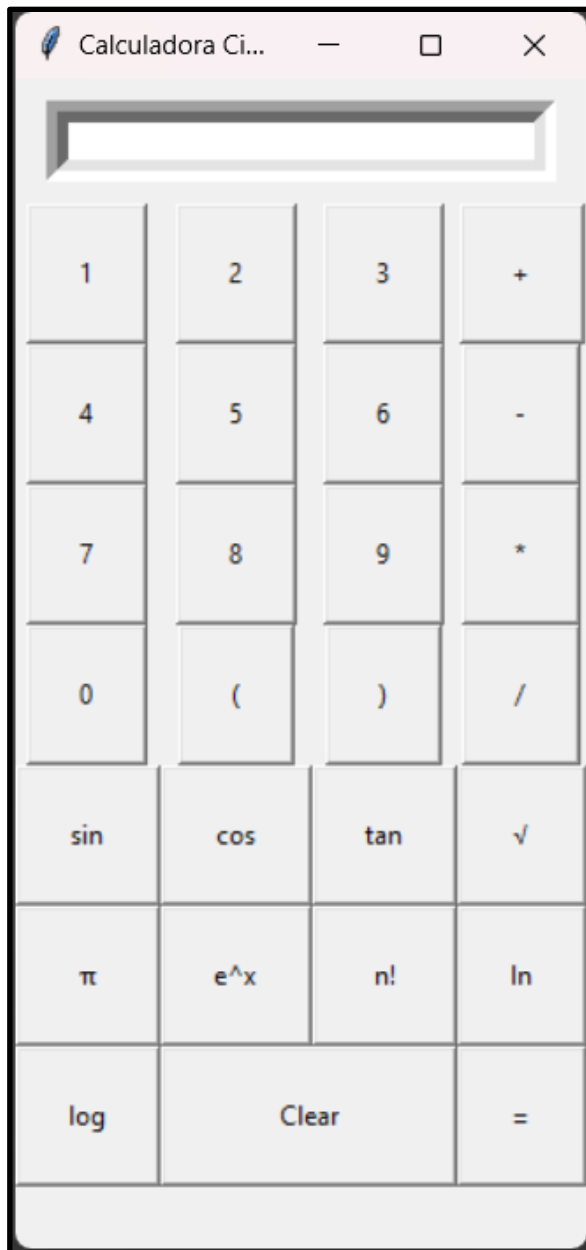 Calculadora Ci...
1 2 3 +
4 5 6 -
7 8 9 *
0 ( ) /
sin cos tan √
π e^x n! ln
log Clear =